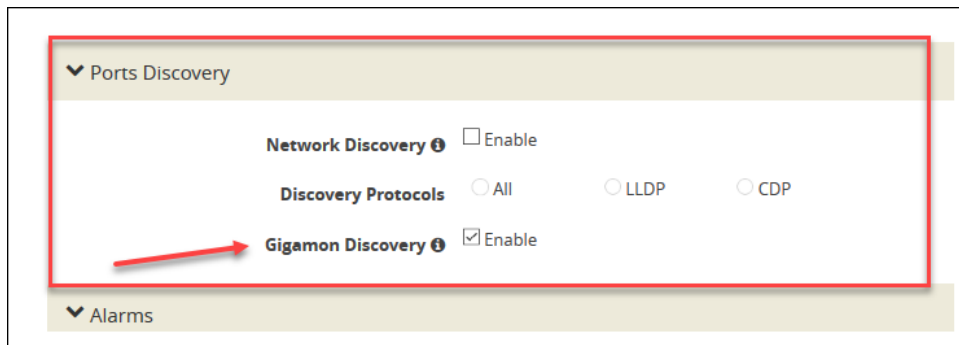 Ports Discovery
Network Discovery Enable
Discovery Protocols All LLDP CDP
Gigamon Discovery Enable
Alarms